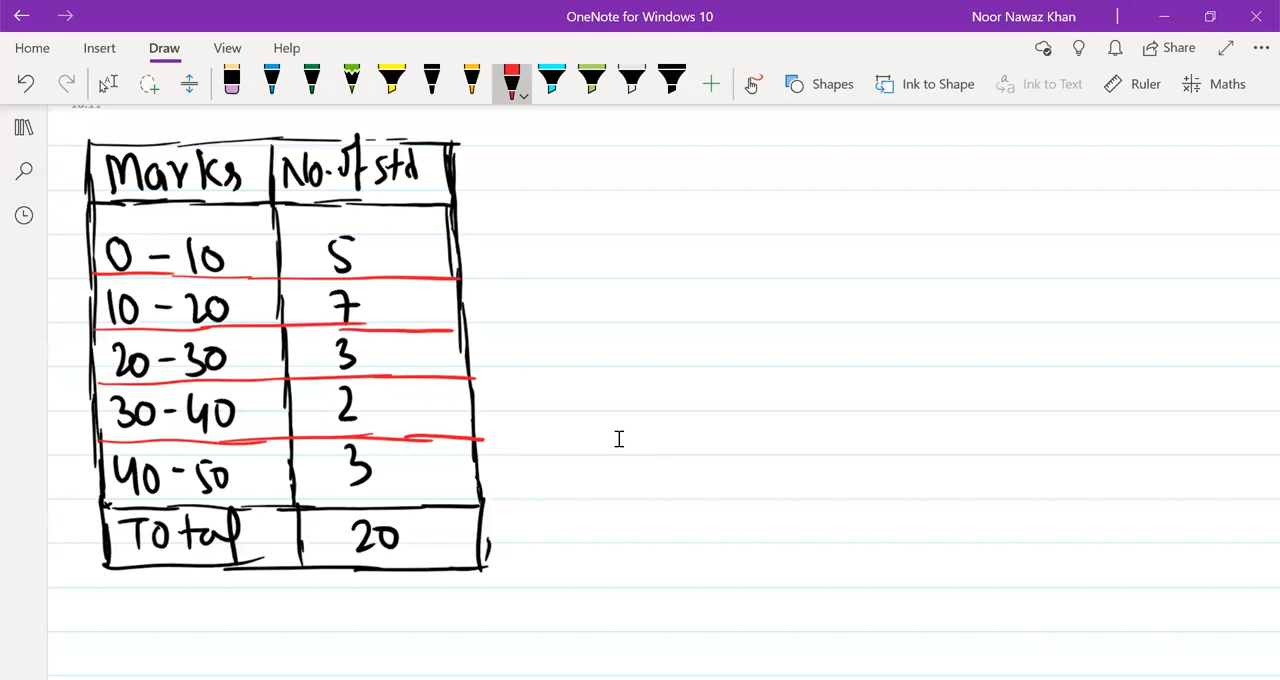 OneNote for Windows 10
Noor Nawaz Khan
Home Insert Draw View Help
Share
Shapes Ink to Shape Ink to Text Ruler Maths
Marks No. of std
0 - 10 5
10 - 20 7
20 - 30 3
30 - 40 2
40 - 50 3
Total 20